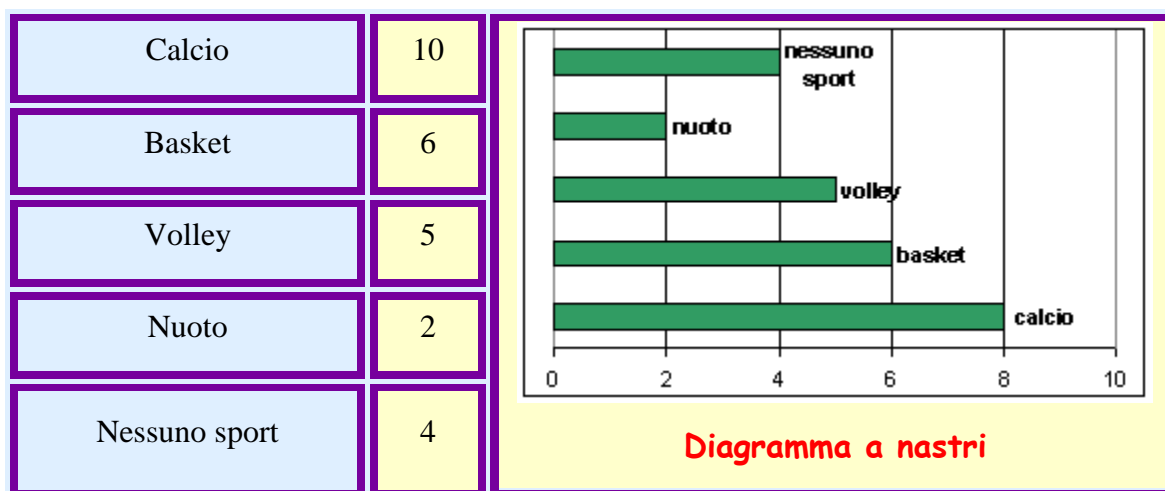 Calcio 10
Basket 6
Volley 5
Nuoto 2
Nessuno sport 4
nessuno
sport
nuoto
volley
basket
calcio
0 2 4 6 8 10
Diagramma a nastri